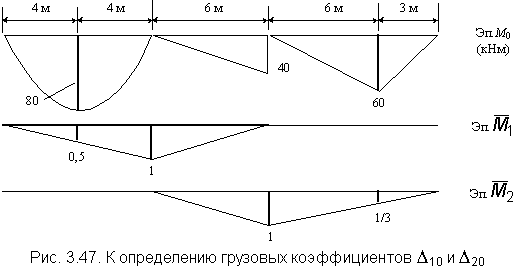 4 м 4 м 6 м 6 м 3 м
Эп M₀
(кНм)
80
40
60
Эп M̅₁
0,5
1
Эп M̅₂
1
1/3
Рис. 3.47. К определению грузовых коэффициентов Δ₁₀ и Δ₂₀